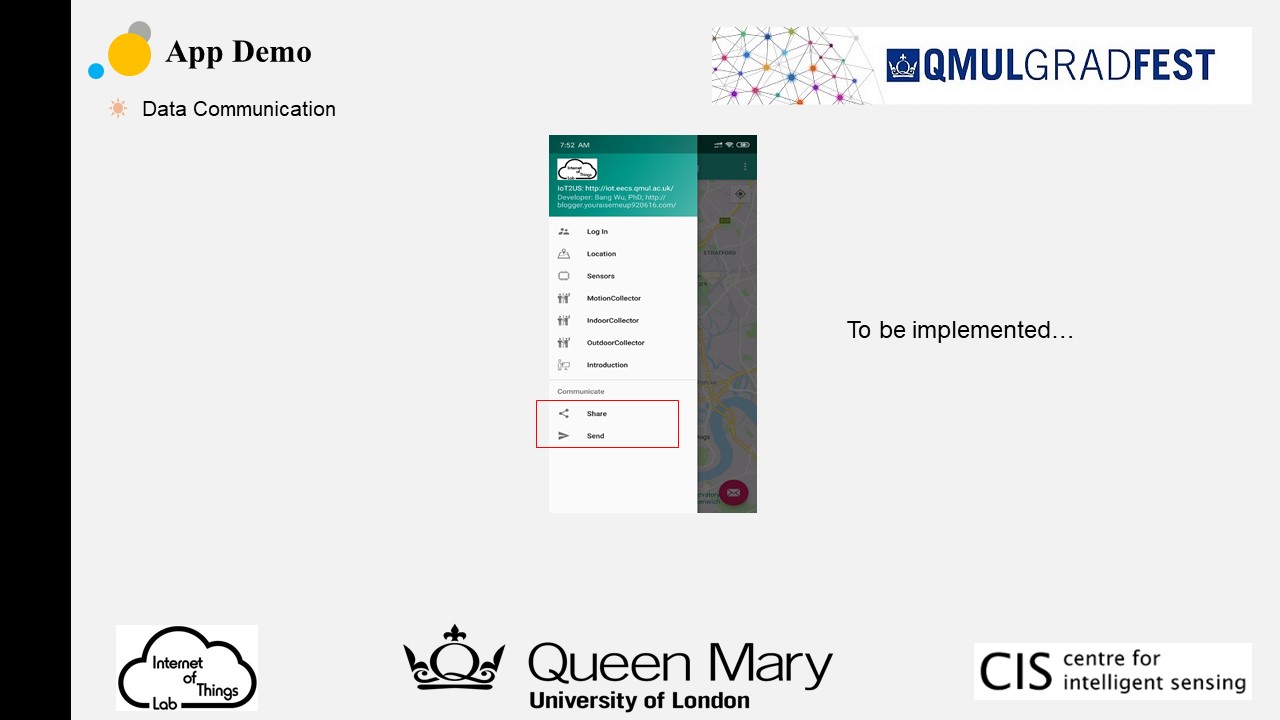 App Demo
QMULGRADFEST
Data Communication
7:52 AM
Internet
of
Things
Lab
IoT2US: http://iot.eecs.qmul.ac.uk/
Developer: Bang Wu, PhD, http://
blogger.youraisemeup920616.com/
Log In
Location
Sensors
MotionCollector
IndoorCollector
OutdoorCollector
Introduction
Communicate
Share
Send
STRATFORD
To be implemented...
Internet
of
Things
Lab
Queen Mary
University of London
CIS centre for
intelligent sensing